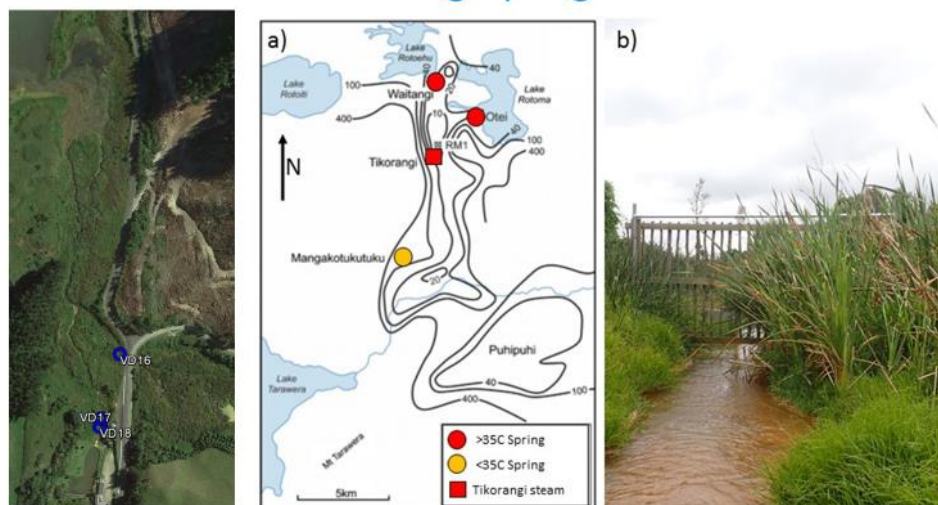 VD16
VD17
VD18
a)
Lake
Rotoehu
40
Lake
Rotoiti
100
400
Waitangi
20
Lake
Rotoma
10
Otei
40
100
400
RM1
Tikorangi
N
Mangakotukutuku
20
Puhipuhi
40
100
400
Lake
Tarawera
Mt Tarawera
5km
>35C Spring
<35C Spring
Tikorangi steam
b)